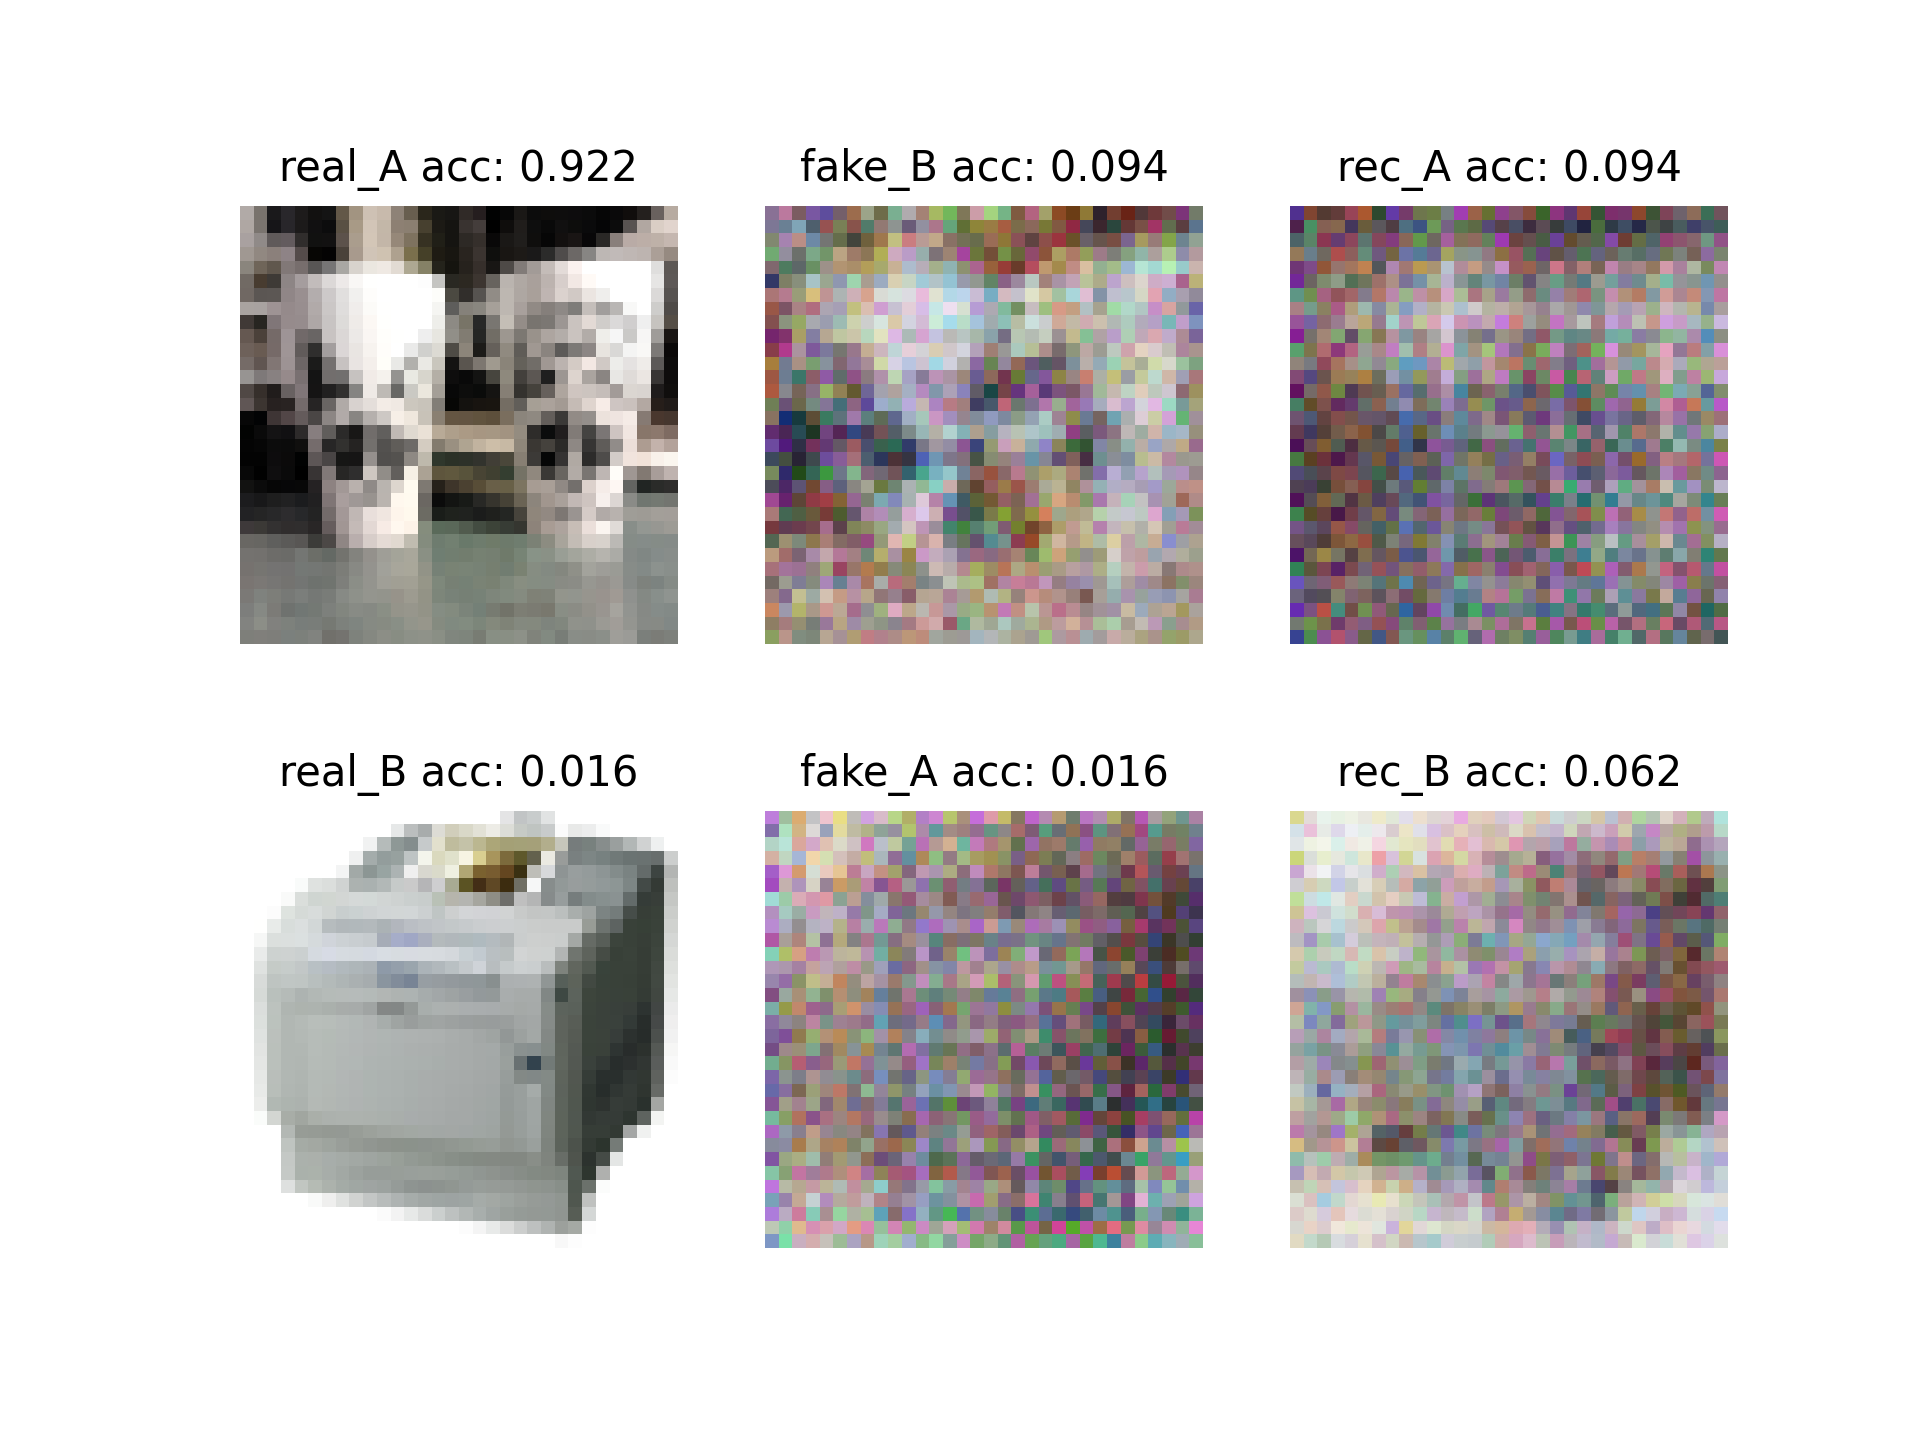 real_A acc: 0.922
fake_B acc: 0.094
rec_A acc: 0.094
real_B acc: 0.016
fake_A acc: 0.016
rec_B acc: 0.062